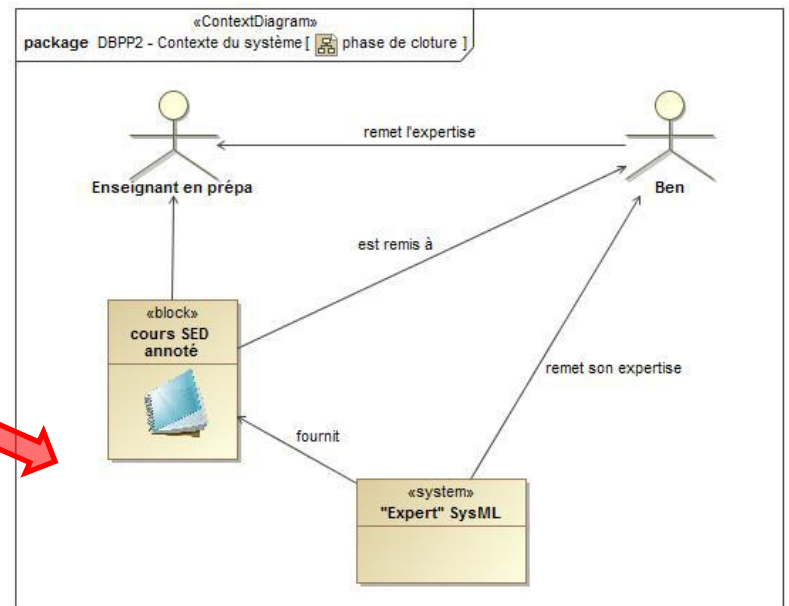 «ContextDiagram»
package DBPP2 - Contexte du système [ phase de cloture ]
remet l'expertise
Enseignant en prépa
Ben
est remis à
«block»
cours SED
annoté
remet son expertise
fournit
«system»
"Expert" SysML